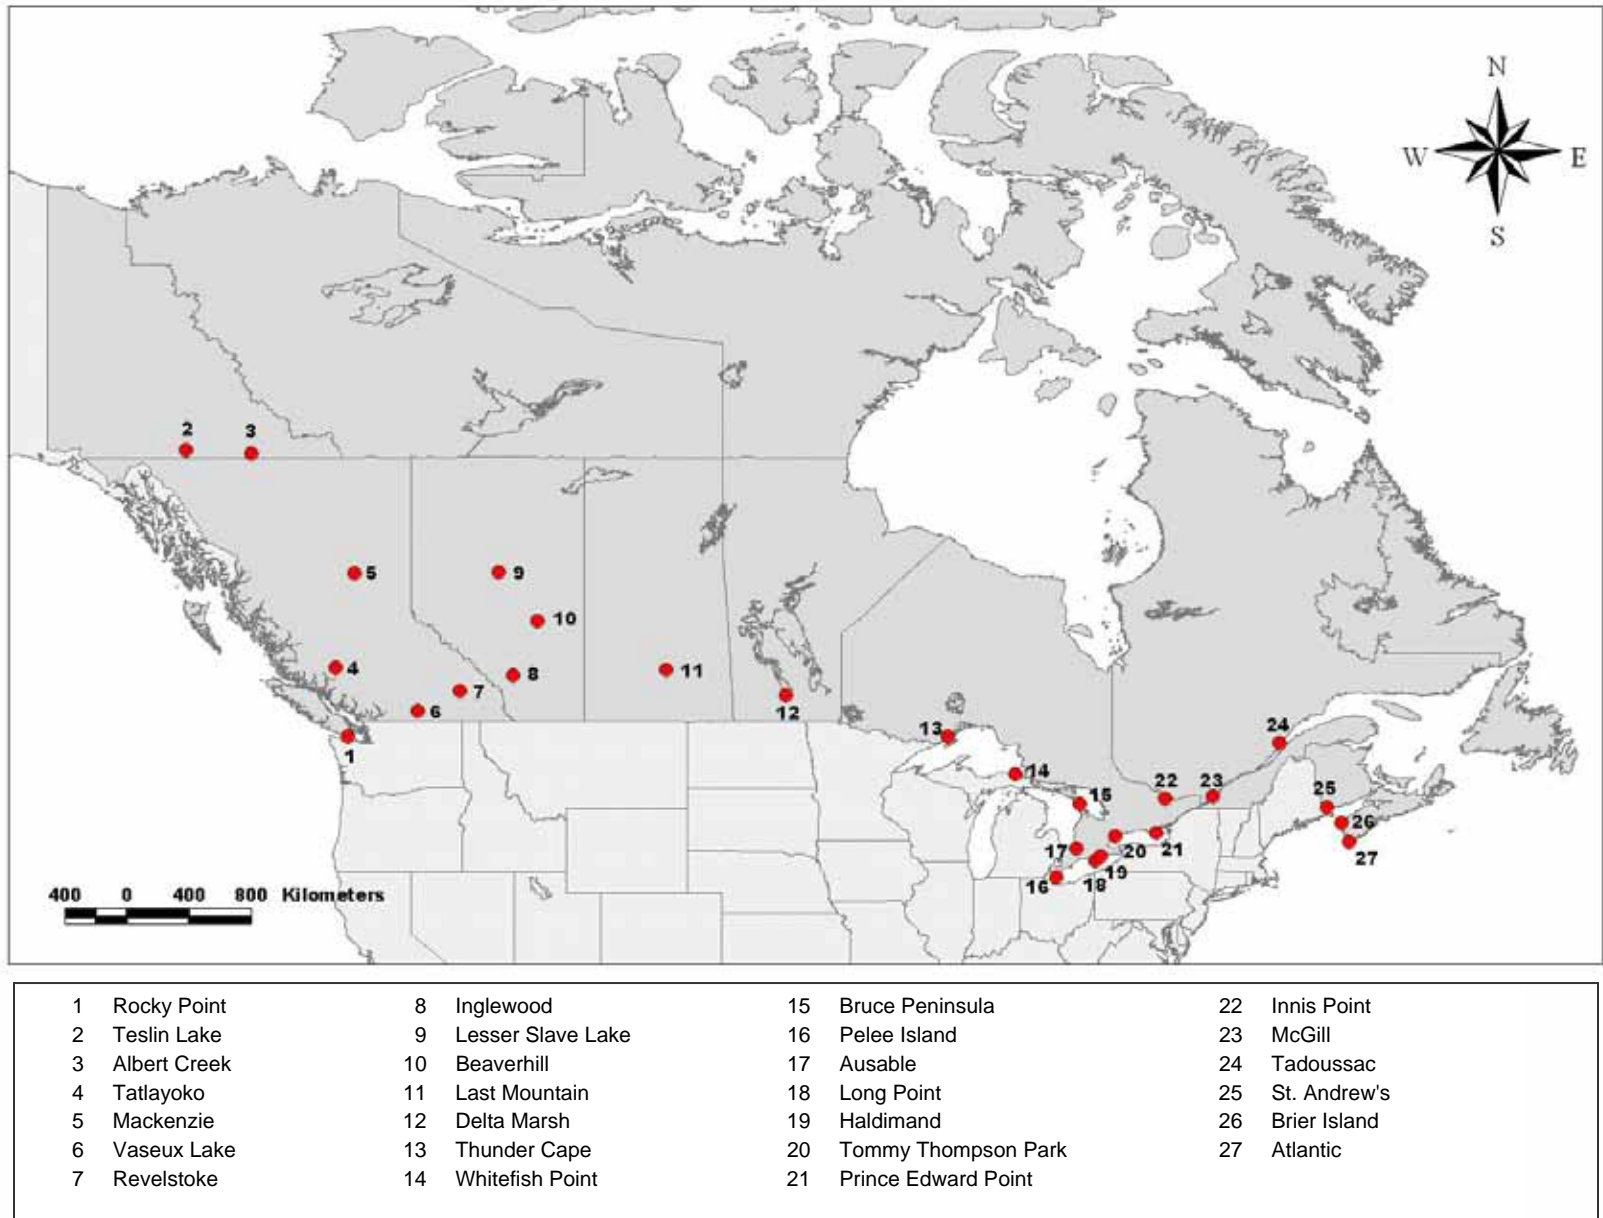 N
W E
S
2 3
5 9
10
4 8 11
7
6 12
1 13
24
14
15 22 23 25
26
17 20 21 27
19
16 18
400 0 400 800 Kilometers
1 Rocky Point 8 Inglewood 15 Bruce Peninsula 22 Innis Point
2 Teslin Lake 9 Lesser Slave Lake 16 Pelee Island 23 McGill
3 Albert Creek 10 Beaverhill 17 Ausable 24 Tadoussac
4 Tatlayoko 11 Last Mountain 18 Long Point 25 St. Andrew's
5 Mackenzie 12 Delta Marsh 19 Haldimand 26 Brier Island
6 Vaseux Lake 13 Thunder Cape 20 Tommy Thompson Park 27 Atlantic
7 Revelstoke 14 Whitefish Point 21 Prince Edward Point